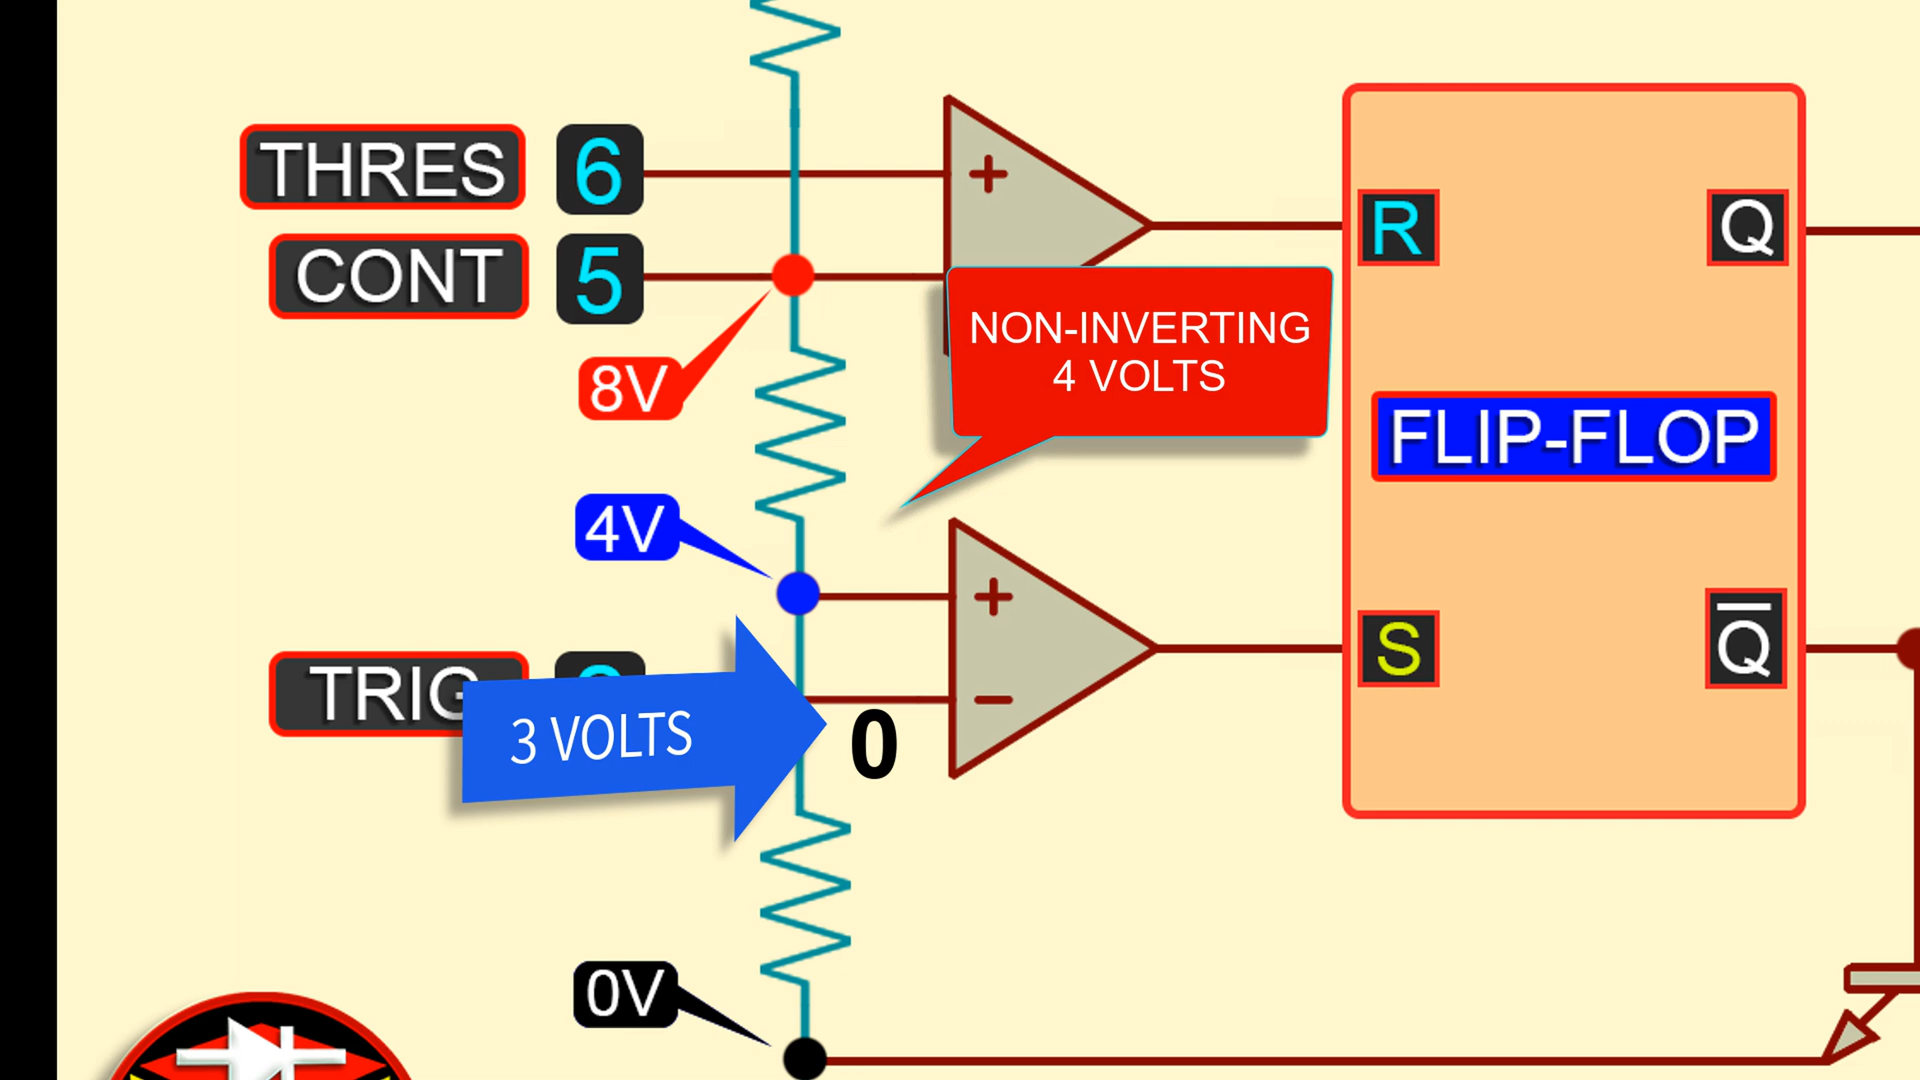 THRES 6
CONT 5
8V
+
NON-INVERTING
4 VOLTS
R
Q
FLIP-FLOP
4V
+
S
Q̅
TRIG
3 VOLTS
−
0
0V